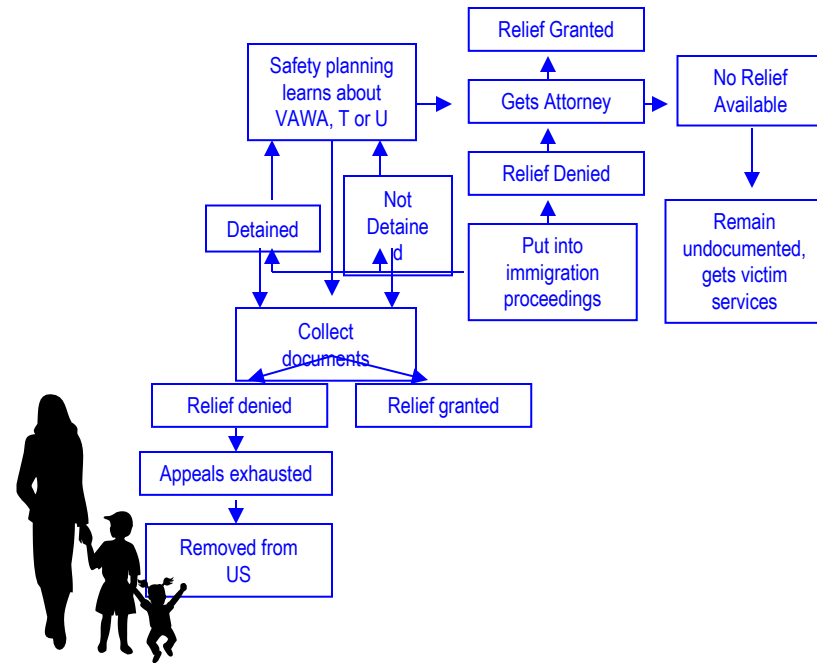 Relief Granted
Safety planning
learns about
VAWA, T or U
Gets Attorney
No Relief
Available
Relief Denied
Not
Detaine
d
Detained
Put into
immigration
proceedings
Remain
undocumented,
gets victim
services
Collect
documents
Relief denied
Relief granted
Appeals exhausted
Removed from
US